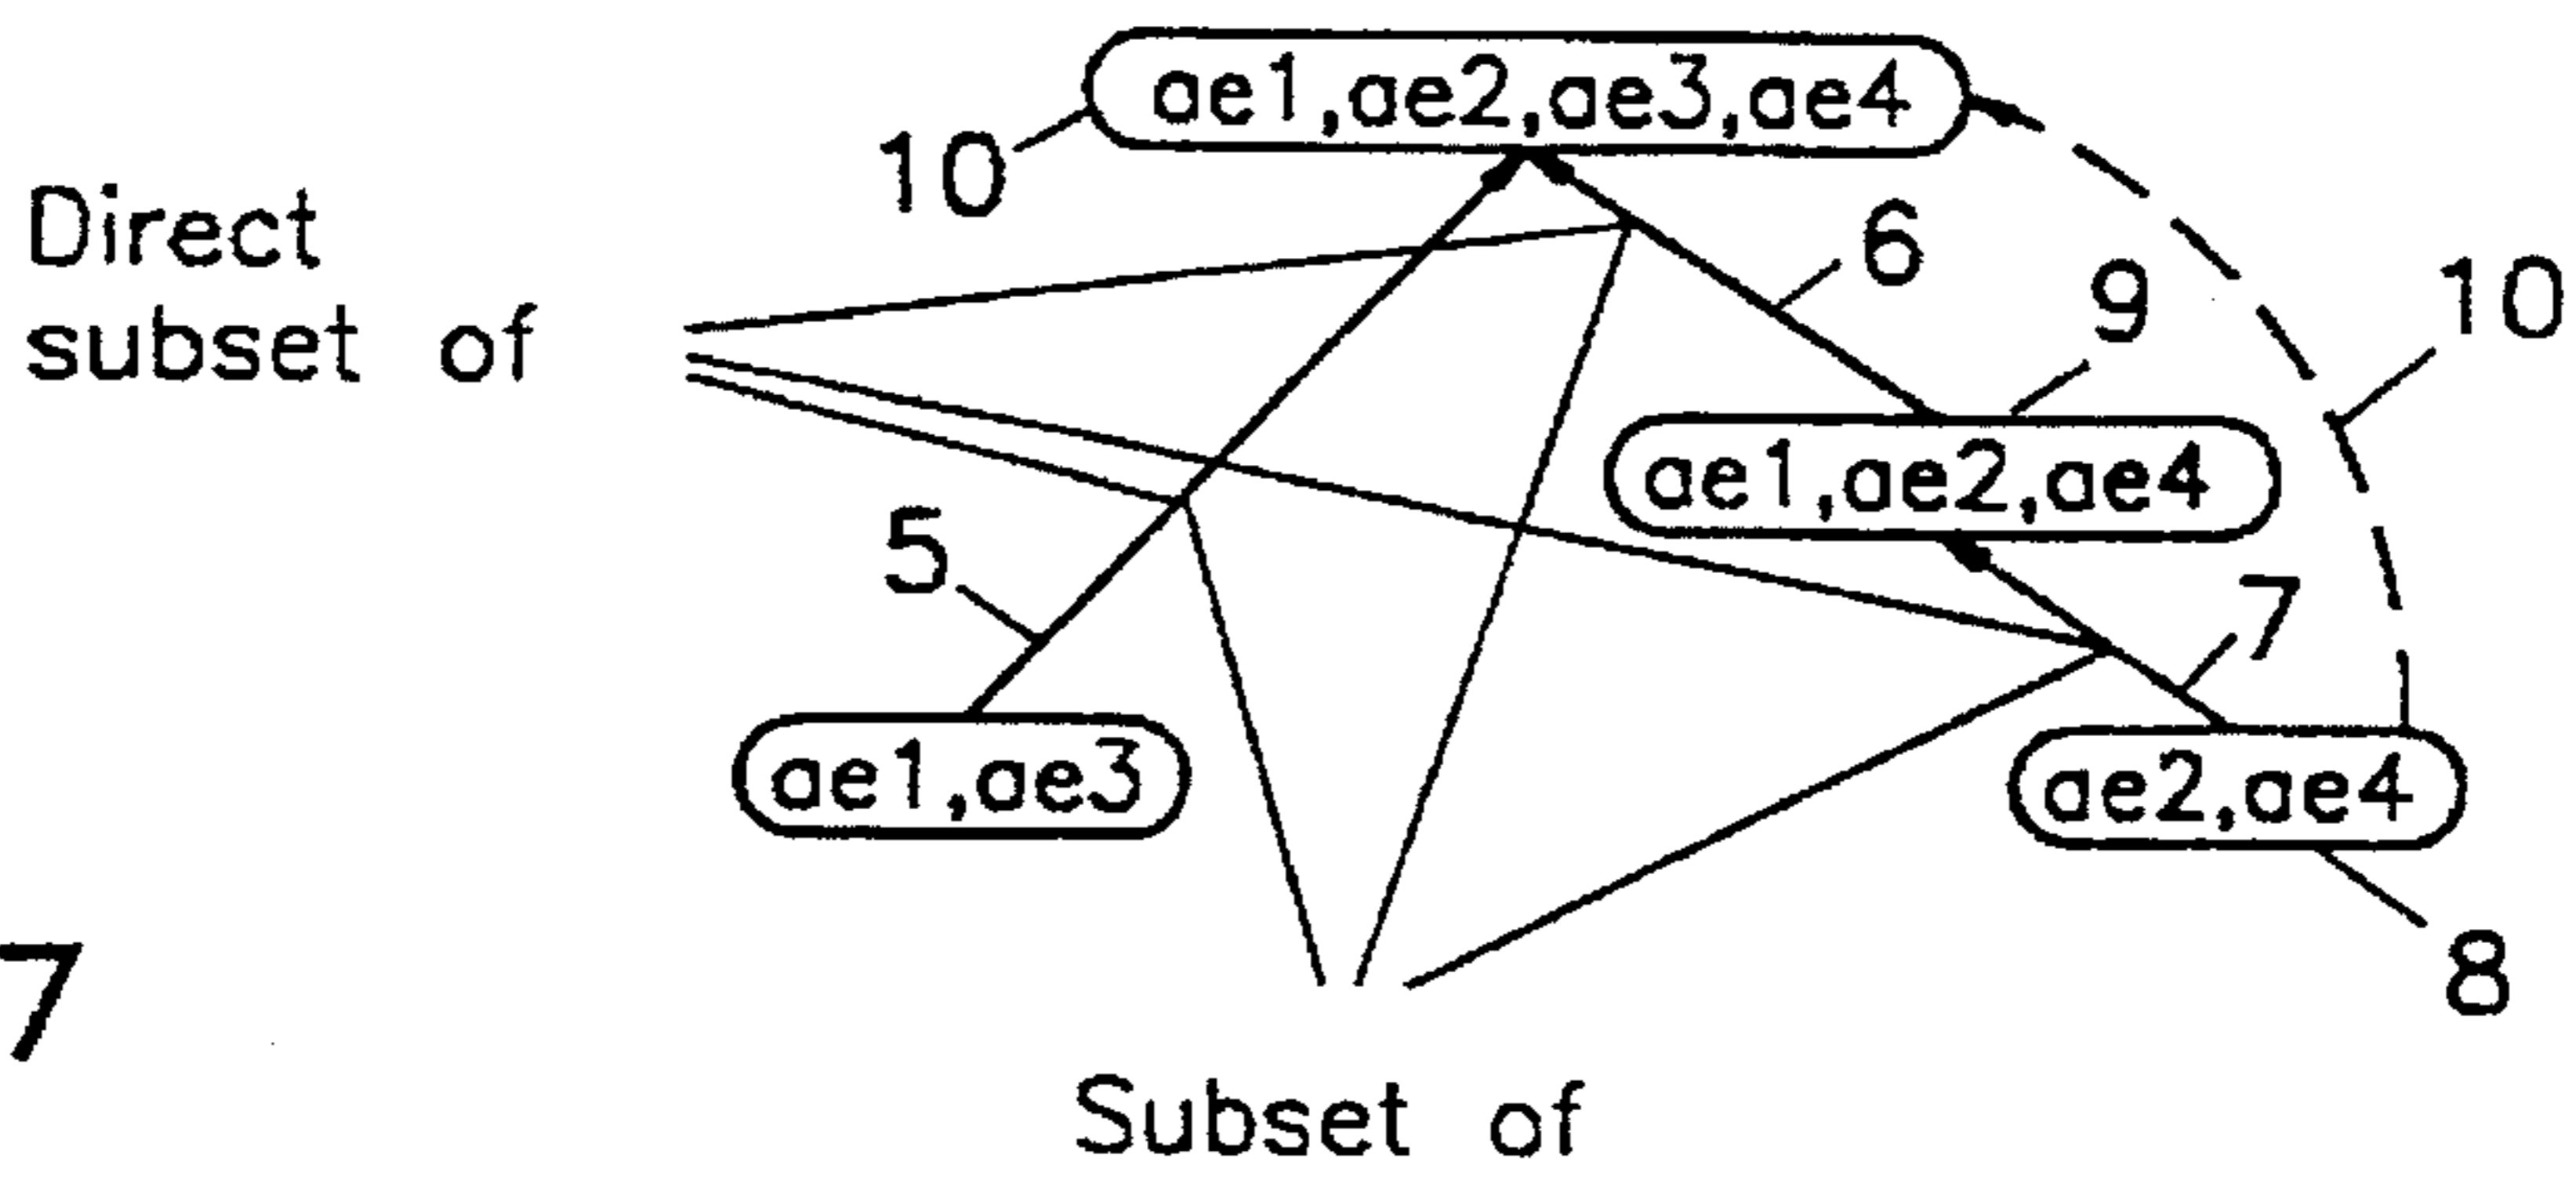 ae1,ae2,ae3,ae4
10
Direct
subset of
6
9
10
ae1,ae2,ae4
5
7
ae1,ae3
ae2,ae4
7
8
Subset of